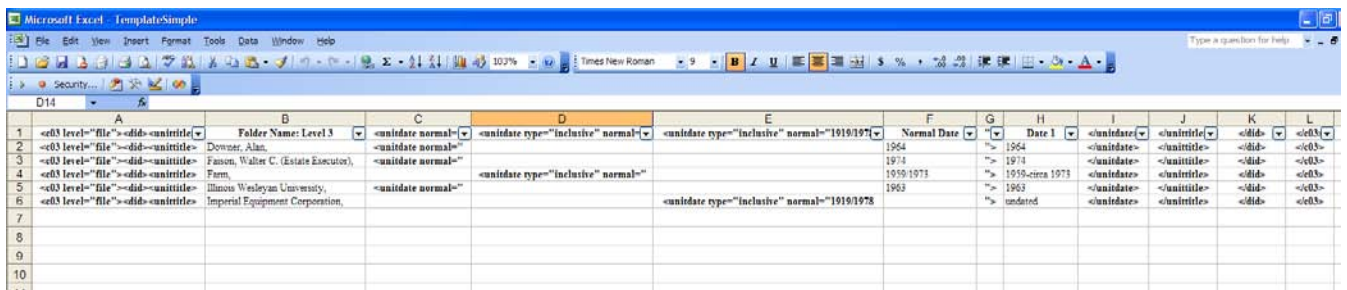 Microsoft Excel - TemplateSimple
File Edit View Insert Format Tools Data Window Help Type a question for help
103% Times New Roman 9 B I U $ % ,
Security...
D14 fx
A B C D E F G H I J K L
1 <c03 level="file"><did><unittitle> Folder Name: Level 3 <unitdate normal= <unitdate type="inclusive" normal= <unitdate type="inclusive" normal="1919/1978 Normal Date "> Date 1 </unitdate> </unittitle> </did> </c03>
2 <c03 level="file"><did><unittitle> Downer, Alan, <unitdate normal=" 1964 "> 1964 </unitdate> </unittitle> </did> </c03>
3 <c03 level="file"><did><unittitle> Faison, Walter C. (Estate Executor), <unitdate normal=" 1974 "> 1974 </unitdate> </unittitle> </did> </c03>
4 <c03 level="file"><did><unittitle> Farm, <unitdate type="inclusive" normal=" 1959/1973 "> 1959-circa 1973 </unitdate> </unittitle> </did> </c03>
5 <c03 level="file"><did><unittitle> Illinois Wesleyan Univeristy, <unitdate normal=" 1963 "> 1963 </unitdate> </unittitle> </did> </c03>
6 <c03 level="file"><did><unittitle> Imperial Equipment Corporation, <unitdate type="inclusive" normal="1919/1978 "> undated </unitdate> </unittitle> </did> </c03>
7
8
9
10